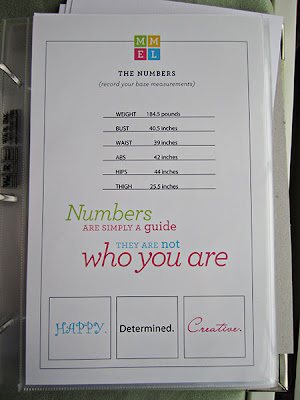 MM
EL
THE NUMBERS
(record your base measurements)
WEIGHT 184.5 pounds
BUST 40.5 inches
WAIST 39 inches
ABS 42 inches
HIPS 44 inches
THIGH 25.5 inches
Numbers
ARE SIMPLY A guide
THEY ARE not
who you are
HAPPY. Determined. Creative.